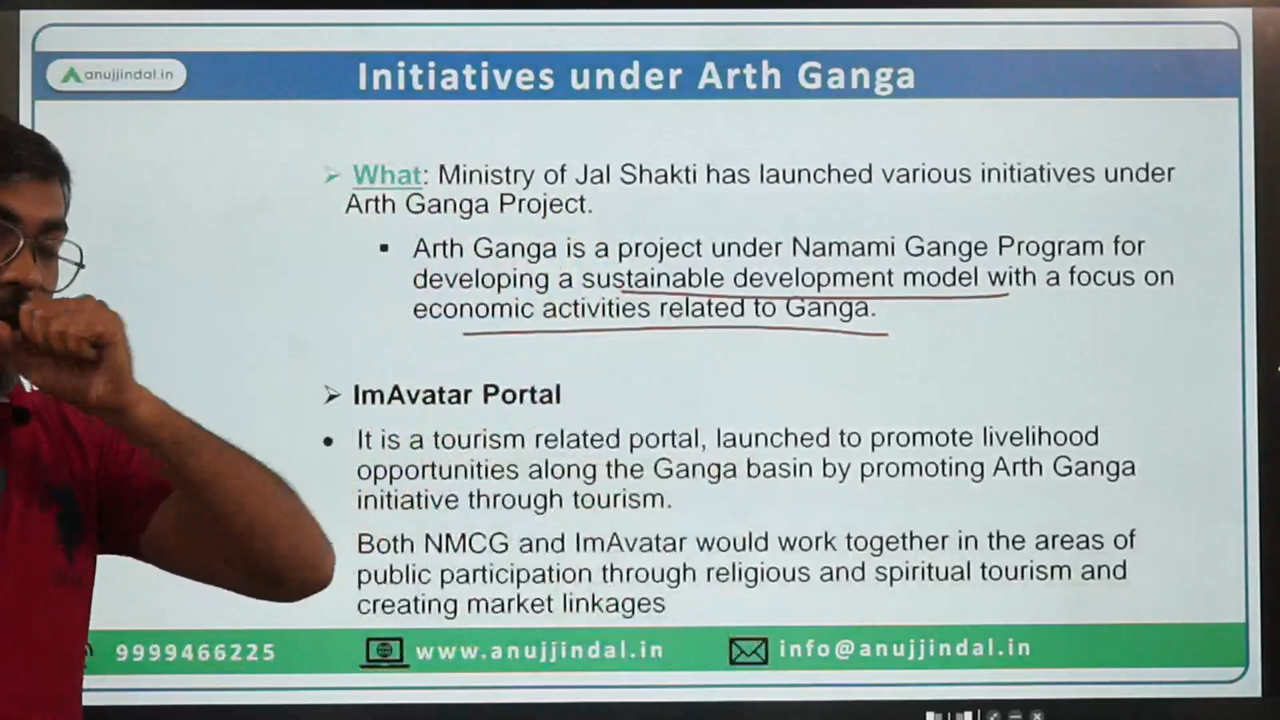 anujjindal.in
Initiatives under Arth Ganga
➢ What: Ministry of Jal Shakti has launched various initiatives under
Arth Ganga Project.
▪ Arth Ganga is a project under Namami Gange Program for
developing a sustainable development model with a focus on
economic activities related to Ganga.
➢ ImAvatar Portal
• It is a tourism related portal, launched to promote livelihood
opportunities along the Ganga basin by promoting Arth Ganga
initiative through tourism.
Both NMCG and ImAvatar would work together in the areas of
public participation through religious and spiritual tourism and
creating market linkages
9999466225
www.anujjindal.in
info@anujjindal.in